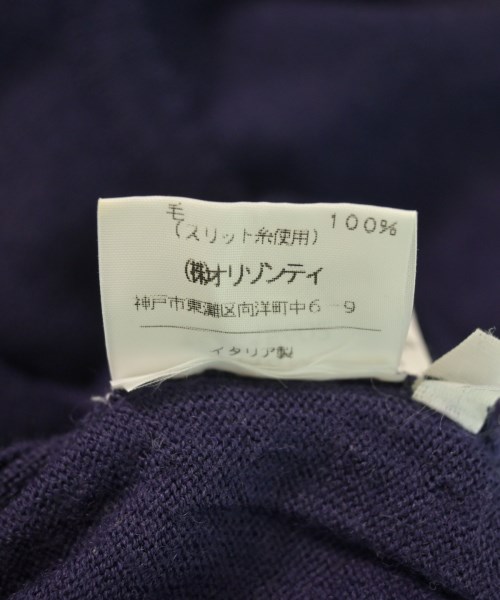 毛 100%
(スリット糸使用)
(株)オリゾンティ
神戸市東灘区向洋町中6-9
イタリア製